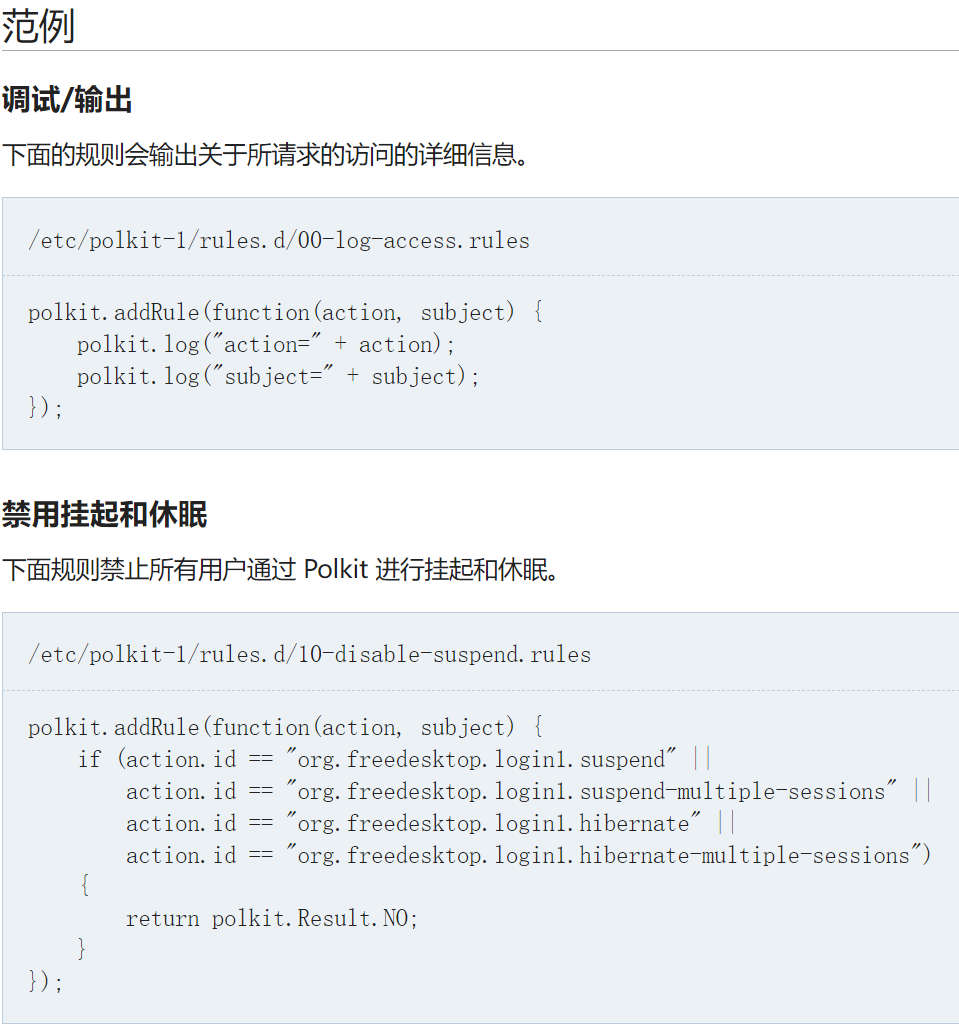 范例
调试/输出
下面的规则会输出关于所请求的访问的详细信息。
/etc/polkit-1/rules.d/00-log-access.rules
polkit.addRule(function(action, subject) {
    polkit.log("action=" + action);
    polkit.log("subject=" + subject);
});
禁用挂起和休眠
下面规则禁止所有用户通过 Polkit 进行挂起和休眠。
/etc/polkit-1/rules.d/10-disable-suspend.rules
polkit.addRule(function(action, subject) {
    if (action.id == "org.freedesktop.login1.suspend" ||
        action.id == "org.freedesktop.login1.suspend-multiple-sessions" ||
        action.id == "org.freedesktop.login1.hibernate" ||
        action.id == "org.freedesktop.login1.hibernate-multiple-sessions")
    {
        return polkit.Result.NO;
    }
});